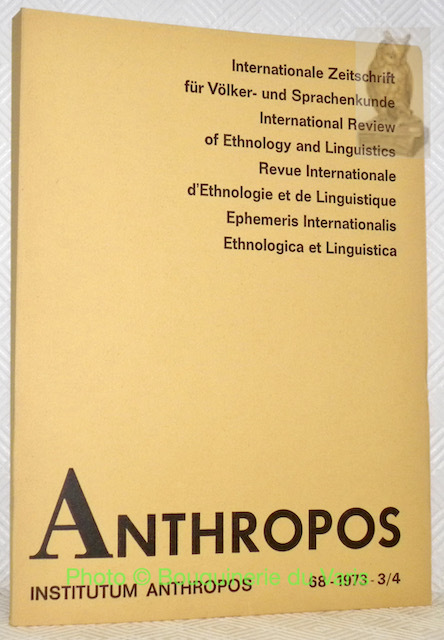 Internationale Zeitschrift
für Völker- und Sprachenkunde
International Review
of Ethnology and Linguistics
Revue Internationale
d'Ethnologie et de Linguistique
Ephemeris Internationalis
Ethnologica et Linguistica
ANTHROPOS
Photo © Bouquinerie du Varis
INSTITUTUM ANTHROPOS 68-1973-3/4